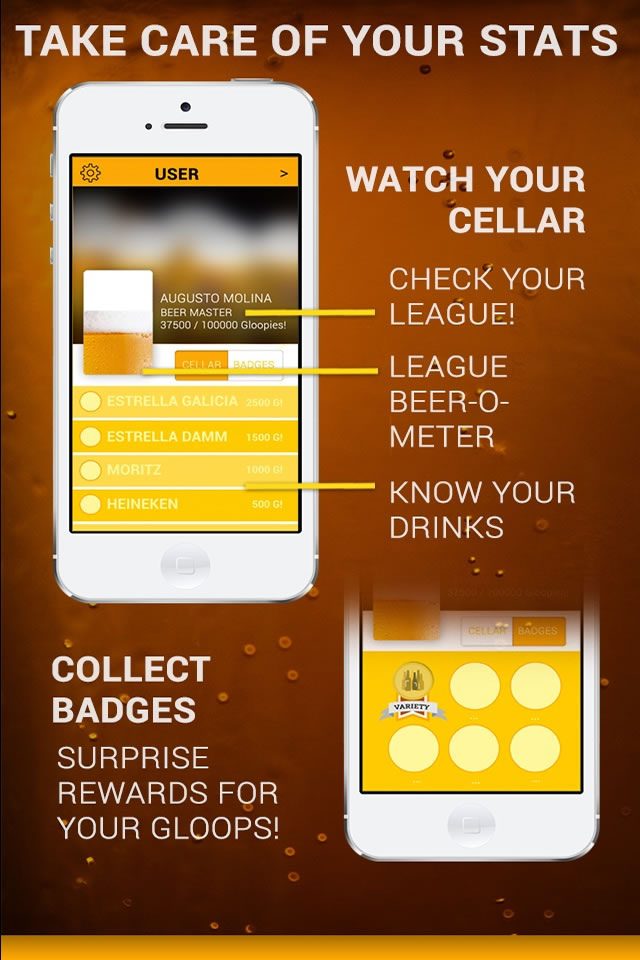 TAKE CARE OF YOUR STATS
USER
>
WATCH YOUR
CELLAR
AUGUSTO MOLINA
BEER MASTER
37500 / 100000 Gloopies!
CHECK YOUR
LEAGUE!
CELLAR BADGES
LEAGUE
BEER-O-
METER
ESTRELLA GALICIA 2500 G!
ESTRELLA DAMM 1500 G!
MORITZ 1000 G!
HEINEKEN 500 G!
KNOW YOUR
DRINKS
37500 / 100000 Gloopies!
CELLAR BADGES
VARIETY
... ... ...
... ... ...
COLLECT
BADGES
SURPRISE
REWARDS FOR
YOUR GLOOPS!